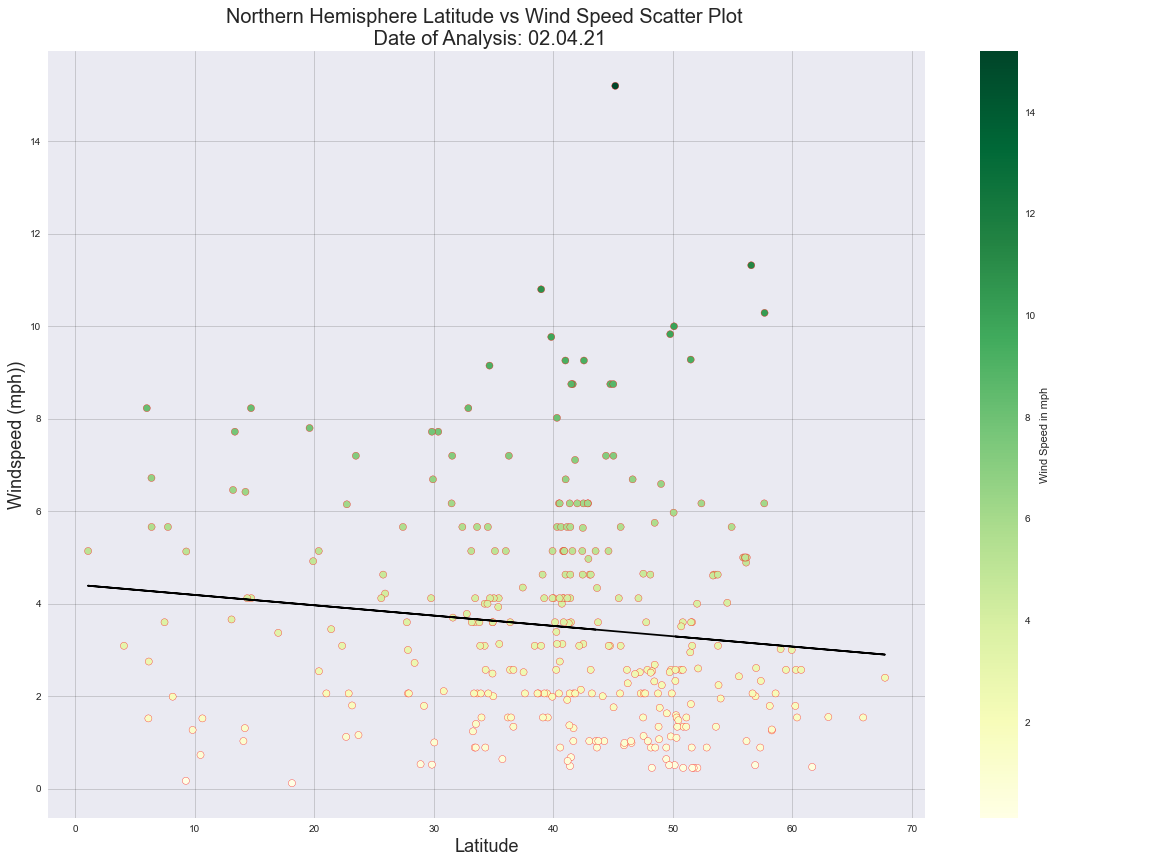 Northern Hemisphere Latitude vs Wind Speed Scatter Plot
Date of Analysis: 02.04.21
Windspeed (mph))
14
12
10
8
6
4
2
0
0 10 20 30 40 50 60 70
Latitude
14
12
10
8
6
4
2
Wind Speed in mph